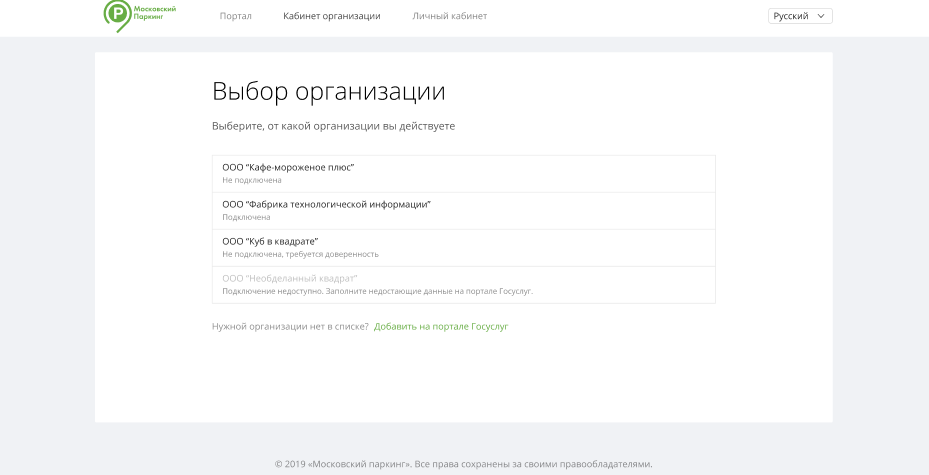 Московский
Паркинг
Портал
Кабинет организации
Личный кабинет
Русский
Выбор организации
Выберите, от какой организации вы действуете
ООО “Кафе-мороженое плюс”
Не подключена
ООО “Фабрика технологической информации”
Подключена
ООО “Куб в квадрате”
Не подключена, требуется доверенность
ООО “Необделанный квадрат”
Подключение недоступно. Заполните недостающие данные на портале Госуслуг.
Нужной организации нет в списке? Добавить на портале Госуслуг
© 2019 «Московский паркинг». Все права сохранены за своими правообладателями.